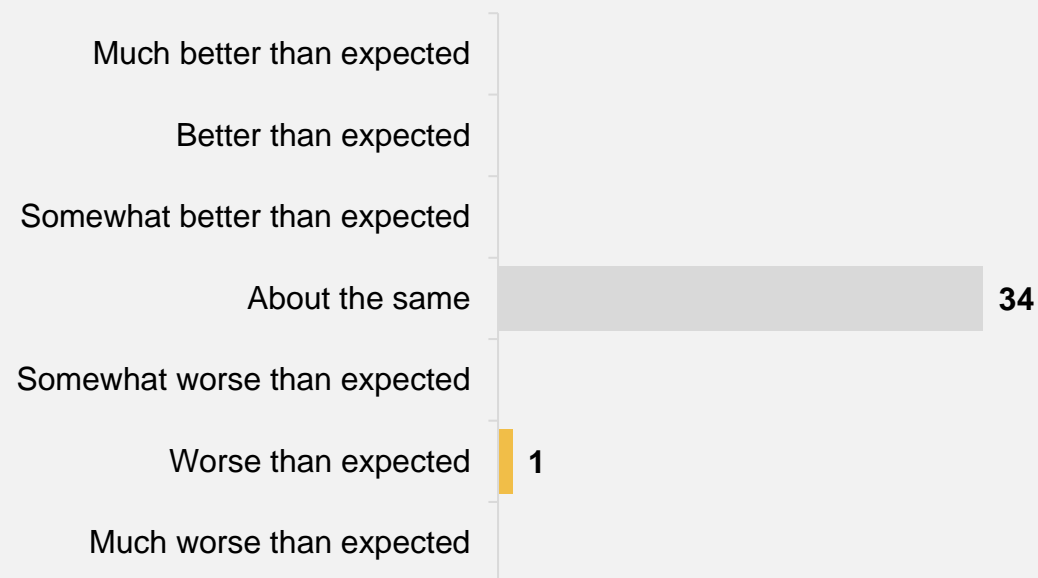 Much better than expected
Better than expected
Somewhat better than expected
About the same 34
Somewhat worse than expected
Worse than expected 1
Much worse than expected